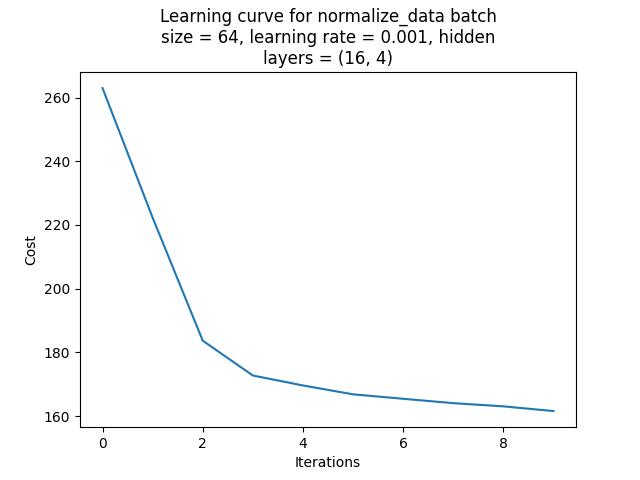 Learning curve for normalize_data batch
size = 64, learning rate = 0.001, hidden
layers = (16, 4)
260
240
220
200
180
160
Cost
0 2 4 6 8
Iterations